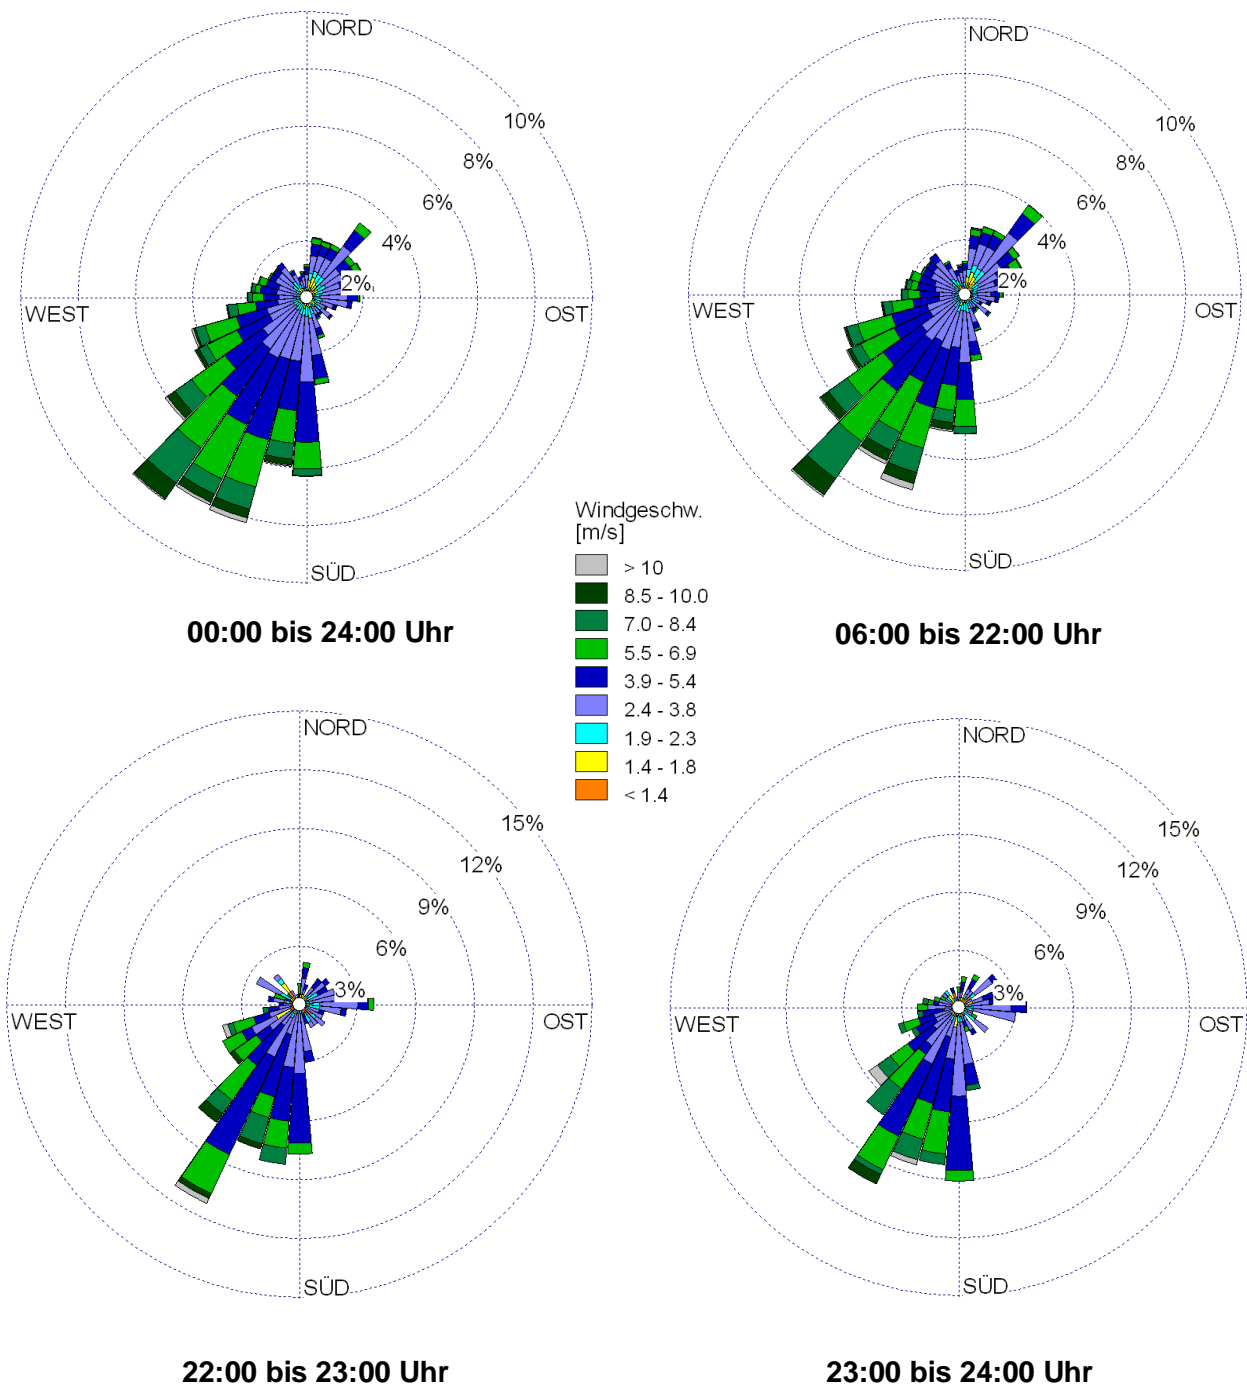 NORD
10%
8%
6%
4%
2%
WEST
OST
SÜD
00:00 bis 24:00 Uhr
NORD
10%
8%
6%
4%
2%
WEST
OST
SÜD
06:00 bis 22:00 Uhr
Windgeschw.
[m/s]
> 10
8.5 - 10.0
7.0 - 8.4
5.5 - 6.9
3.9 - 5.4
2.4 - 3.8
1.9 - 2.3
1.4 - 1.8
< 1.4
NORD
15%
12%
9%
6%
3%
WEST
OST
SÜD
22:00 bis 23:00 Uhr
NORD
15%
12%
9%
6%
3%
WEST
OST
SÜD
23:00 bis 24:00 Uhr